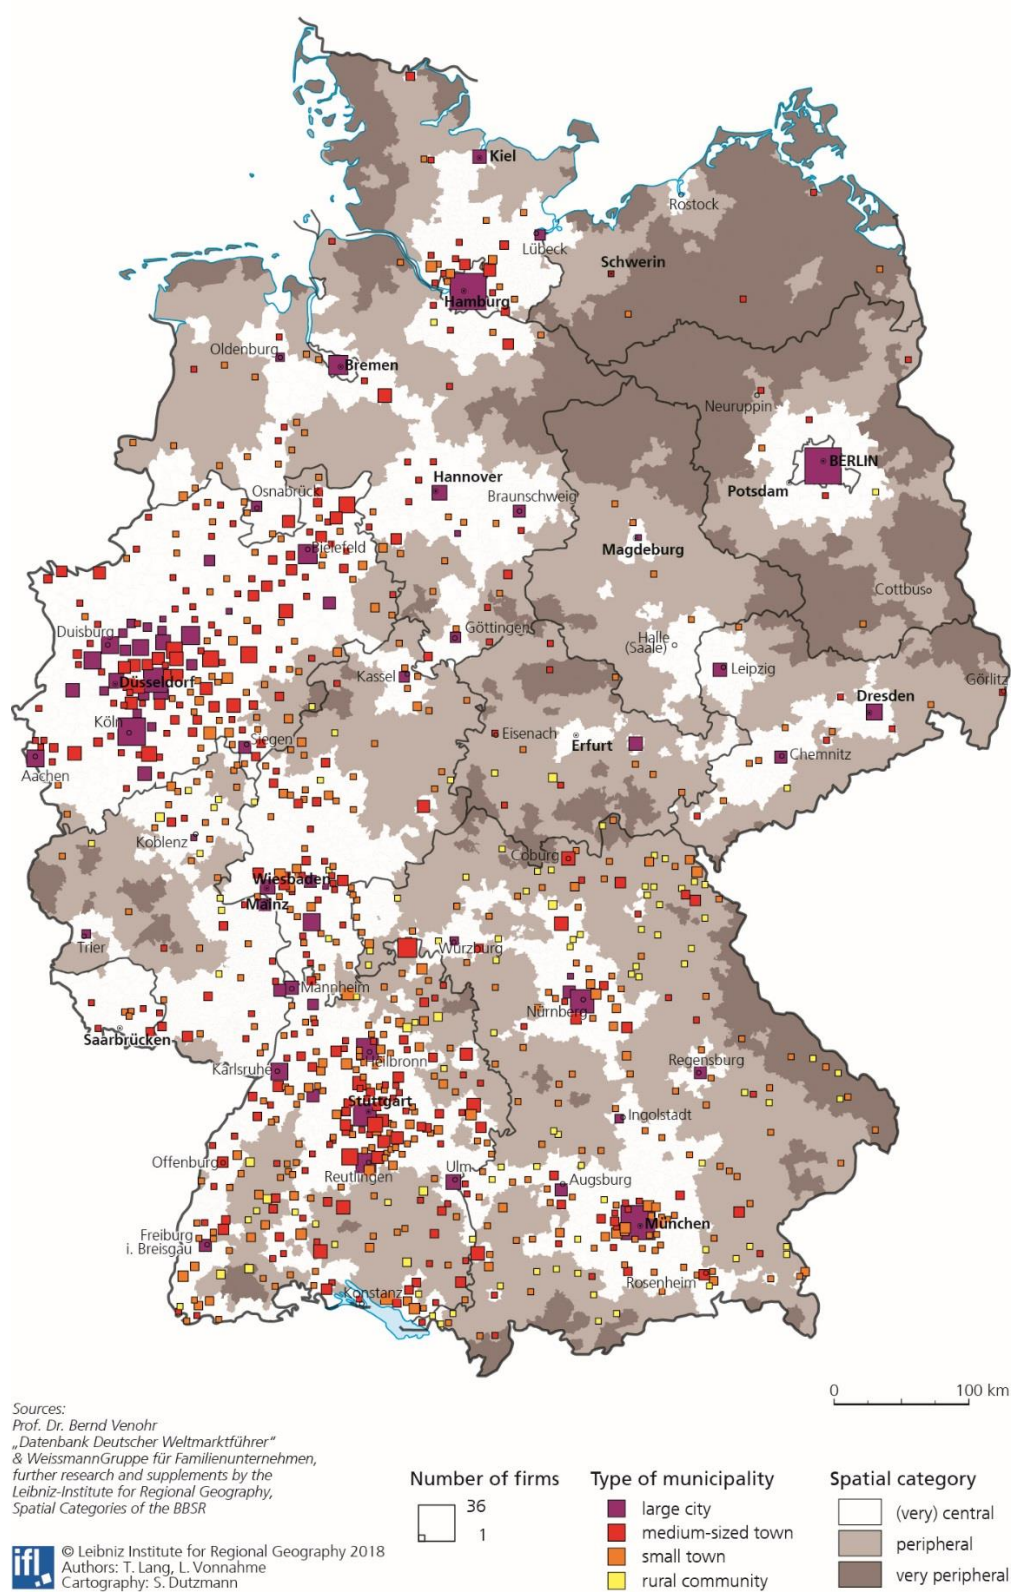 Kiel
Rostock
Lübeck
Schwerin
Hamburg
Oldenburg
Bremen
Neuruppin
BERLIN
Hannover
Potsdam
Osnabrück
Braunschweig
Bielefeld
Magdeburg
Cottbus
Duisburg
Göttingen
Halle
(Saale)
Leipzig
Kassel
Görlitz
Düsseldorf
Dresden
Köln
Siegen
Eisenach
Erfurt
Chemnitz
Aachen
Koblenz
Coburg
Wiesbaden
Mainz
Trier
Würzburg
Mannheim
Nürnberg
Saarbrücken
Heilbronn
Regensburg
Karlsruhe
Stuttgart
Ingolstadt
Offenburg
Reutlingen
Ulm
Augsburg
München
Freiburg
i. Breisgau
Rosenheim
Konstanz
0 100 km
Sources:
Prof. Dr. Bernd Venohr
„Datenbank Deutscher Weltmarktführer"
& WeissmannGruppe für Familienunternehmen,
further research and supplements by the
Leibniz-Institute for Regional Geography,
Spatial Categories of the BBSR
ifl
© Leibniz Institute for Regional Geography 2018
Authors: T. Lang, L. Vonnahme
Cartography: S. Dutzmann
Number of firms
36
1
Type of municipality
large city
medium-sized town
small town
rural community
Spatial category
(very) central
peripheral
very peripheral